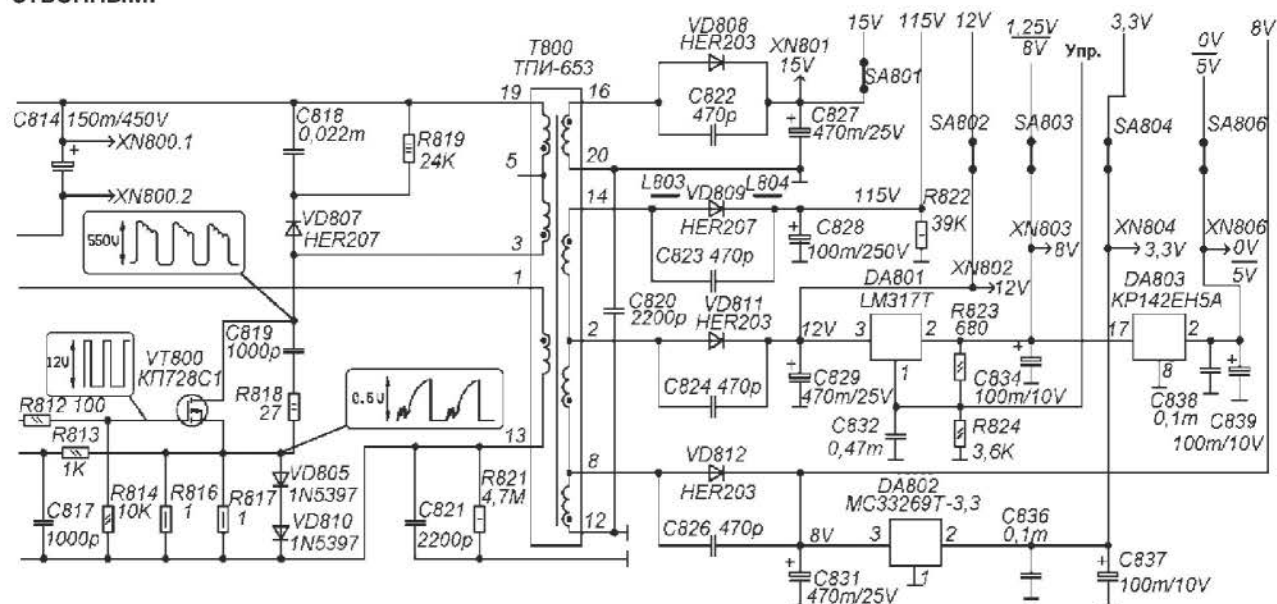 ственным.
15V
115V
12V
1,25V
8V
Упр.
3,3V
0V
5V
8V
VD808
HER203
XN801
15V
T800
ТПИ-653
SA801
C814 150m/450V
XN800.1
XN800.2
C818
0,022m
R819
24K
19
16
C822
470p
C827
470m/25V
SA802
SA803
SA804
SA806
5
20
14
L803
VD809
L804
HER207
115V
R822
39K
C828
100m/250V
C823 470p
550V
VD807
HER207
3
XN803
8V
XN804
3,3V
XN806
0V
5V
XN802
12V
1
C820
2200p
VD811
HER203
DA801
LM317T
R823
680
DA803
КР142ЕН5А
C819
1000p
12V
VT800
КП728С1
2
12V
3
2
1
17
2
8
C824 470p
C829
470m/25V
C834
100m/10V
C838
0,1m
C839
100m/10V
R812 100
R818
27
0.6V
R813
1K
13
C832
0,47m
R824
3,6K
VD805
1N5397
VD810
1N5397
R821
4,7M
8
VD812
HER203
DA802
MC33269T-3,3
C817
1000p
R814
10K
R816
1
R817
1
C821
2200p
12
C826 470p
8V
3
2
1
C836
0,1m
C837
100m/10V
C831
470m/25V